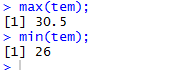 > max(tem);
[1] 30.5
> min(tem);
[1] 26
>